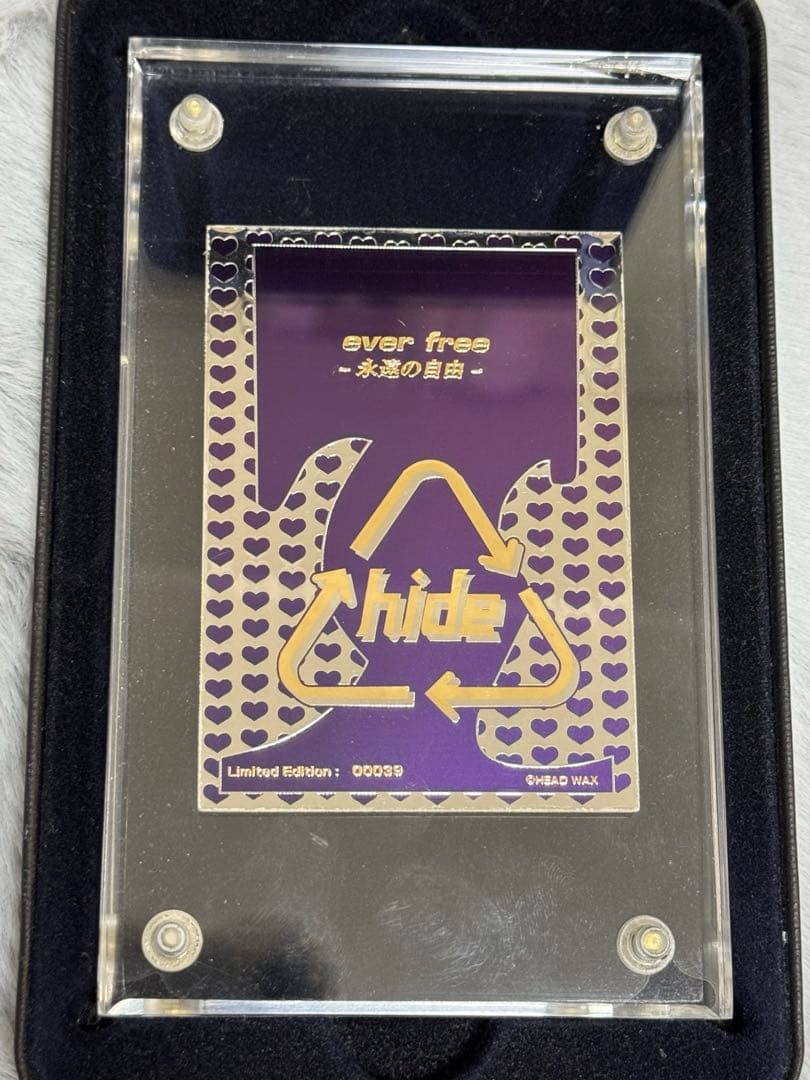 ever free
- 永遠の自由 -
hide
Limited Edition : 00039
©HEAD WAX